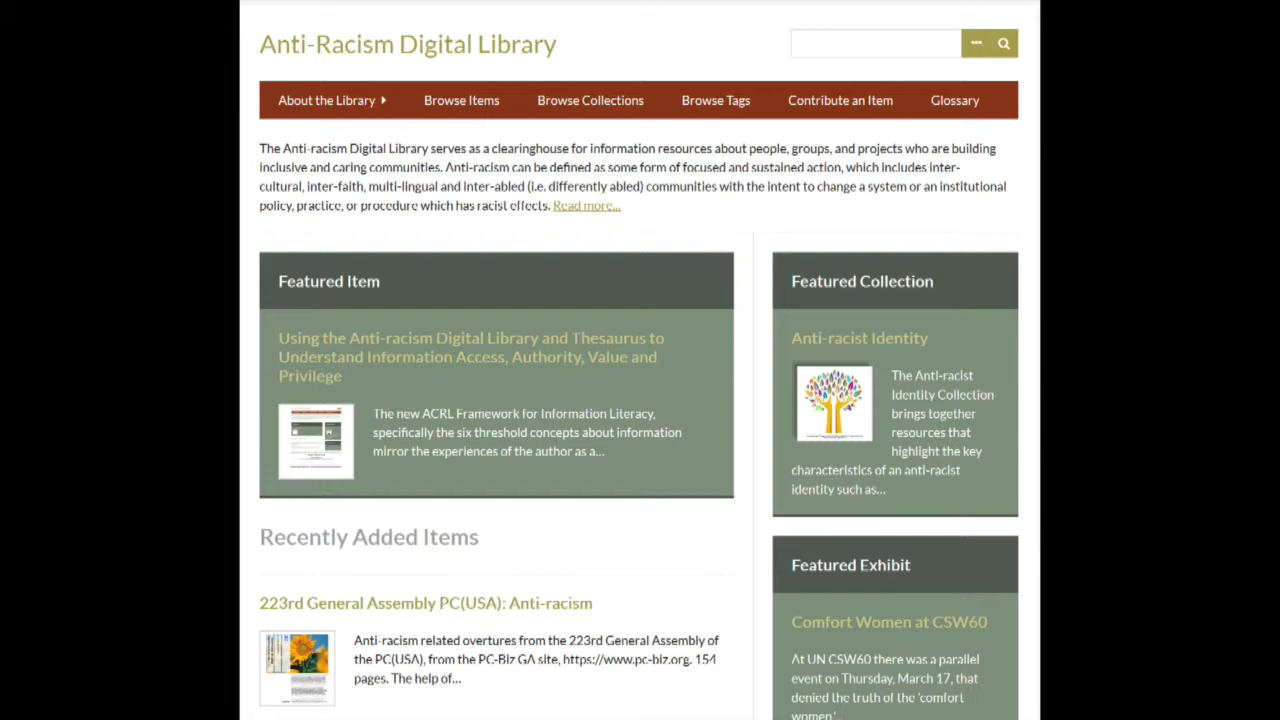 Anti-Racism Digital Library
About the Library
Browse Items
Browse Collections
Browse Tags
Contribute an Item
Glossary
The Anti-racism Digital Library serves as a clearinghouse for information resources about people, groups, and projects who are building
inclusive and caring communities. Anti-racism can be defined as some form of focused and sustained action, which includes inter-
cultural, inter-faith, multi-lingual and inter-abled (i.e. differently abled) communities with the intent to change a system or an institutional
policy, practice, or procedure which has racist effects. Read more...
Featured Item
Using the Anti-racism Digital Library and Thesaurus to
Understand Information Access, Authority, Value and
Privilege
The new ACRL Framework for Information Literacy,
specifically the six threshold concepts about information
mirror the experiences of the author as a...
Recently Added Items
223rd General Assembly PC(USA): Anti-racism
Anti-racism related overtures from the 223rd General Assembly of
the PC(USA), from the PC-Biz GA site, https://www.pc-biz.org. 154
pages. The help of...
Featured Collection
Anti-racist Identity
The Anti-racist
Identity Collection
brings together
resources that
highlight the key
characteristics of an anti-racist
identity such as...
Featured Exhibit
Comfort Women at CSW60
At UN CSW60 there was a parallel
event on Thursday, March 17, that
denied the truth of the 'comfort
women'...